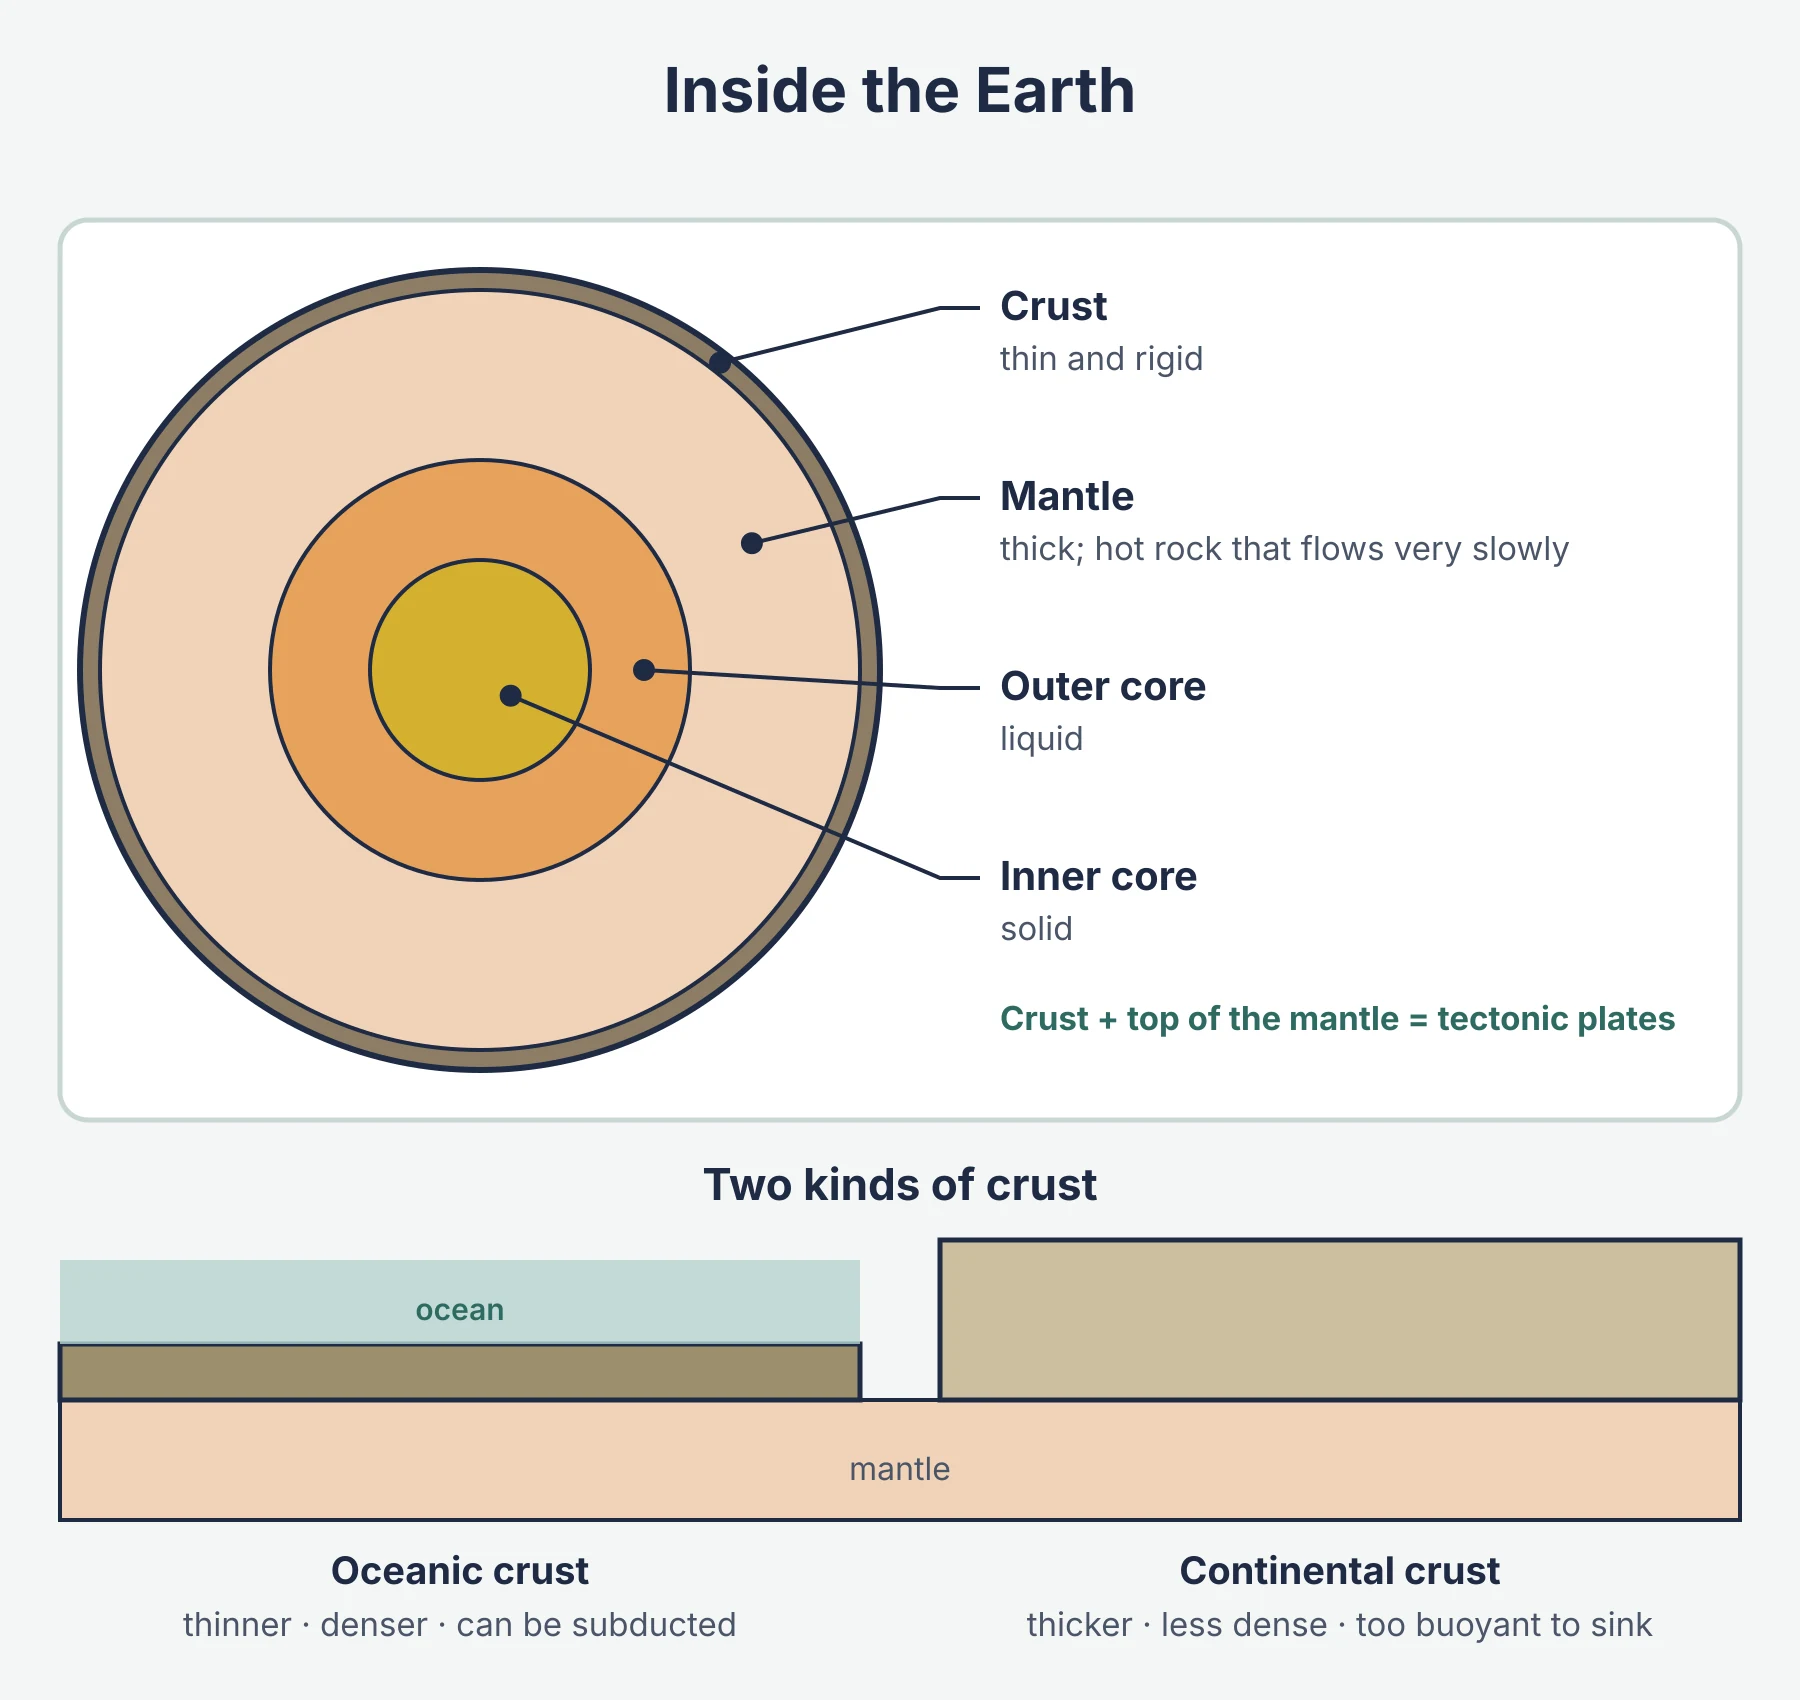 Inside the Earth
Crust
thin and rigid
Mantle
thick; hot rock that flows very slowly
Outer core
liquid
Inner core
solid
Crust + top of the mantle = tectonic plates
Two kinds of crust
ocean
mantle
Oceanic crust
thinner · denser · can be subducted
Continental crust
thicker · less dense · too buoyant to sink